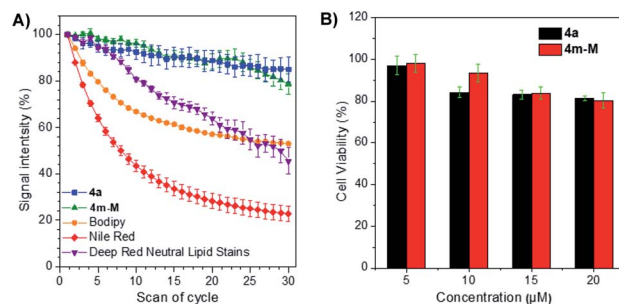 A)
Signal intentsity (%)
100
80
60
40
20
0
4a
4m-M
Bodipy
Nile Red
Deep Red Neutral Lipid Stains
0 5 10 15 20 25 30
Scan of cycle
B)
Cell Viability (%)
120
100
80
60
40
20
0
4a
4m-M
5 10 15 20
Concentration (μM)